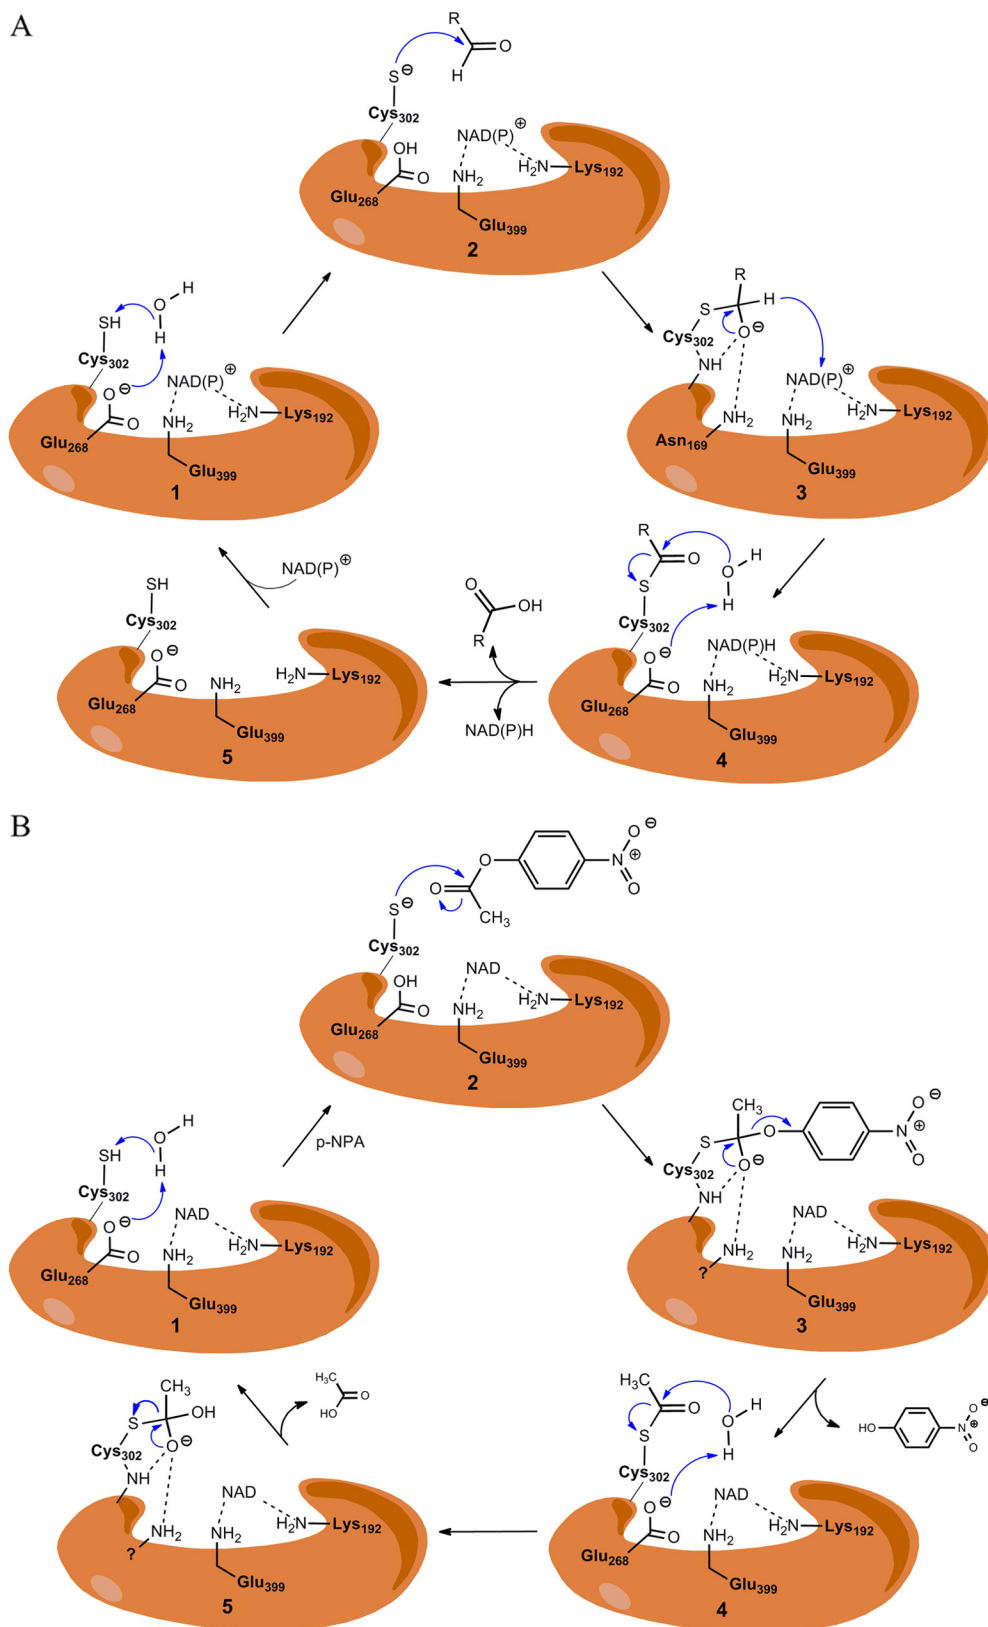 A
R
H
O
S⊖
Cys302
OH
O
Glu268
NAD(P)⊕
NH2
H2N
Lys192
Glu399
2
H
O
H
SH
Cys302
O⊖
O
Glu268
NAD(P)⊕
NH2
H2N
Lys192
Glu399
1
R
S
H
O⊖
Cys302
NH
NH2
Asn169
NAD(P)⊕
NH2
H2N
Lys192
Glu399
3
NAD(P)⊕
SH
Cys302
O⊖
O
Glu268
NH2
H2N
Lys192
Glu399
5
O
OH
R
NAD(P)H
R
O
S
O
H
H
Cys302
O⊖
O
Glu268
NAD(P)H
NH2
H2N
Lys192
Glu399
4
B
O
O
CH3
N⊕
O⊖
O
S⊖
Cys302
OH
O
Glu268
NAD
NH2
H2N
Lys192
Glu399
2
p-NPA
H
O
H
SH
Cys302
O⊖
O
Glu268
NAD
NH2
H2N
Lys192
Glu399
1
CH3
S
O
O⊖
N⊕
O⊖
O
Cys302
NH
NH2
?
NAD
NH2
H2N
Lys192
Glu399
3
CH3
S
OH
O⊖
Cys302
NH
NH2
?
NAD
NH2
H2N
Lys192
Glu399
5
H3C
O
HO
H3C
O
S
O
H
H
Cys302
O⊖
O
Glu268
NAD
NH2
H2N
Lys192
Glu399
4
HO
N⊕
O⊖
O